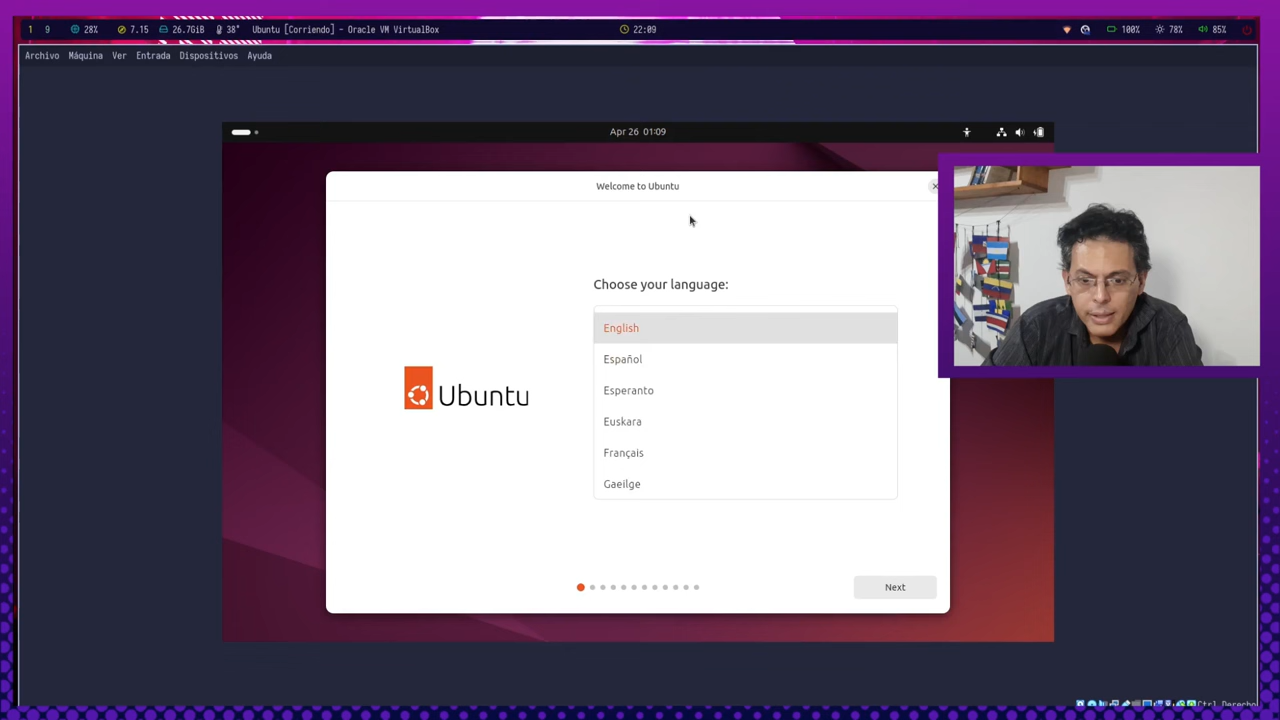 1 9 28% 7.15 26.7GiB 38° Ubuntu [Corriendo] - Oracle VM VirtualBox 22:09 100% 78% 85%
Archivo Máquina Ver Entrada Dispositivos Ayuda
Apr 26 01:09
Welcome to Ubuntu
Choose your language:
English
Español
Esperanto
Euskara
Français
Gaeilge
Ubuntu
Next
Ctrl Derecho